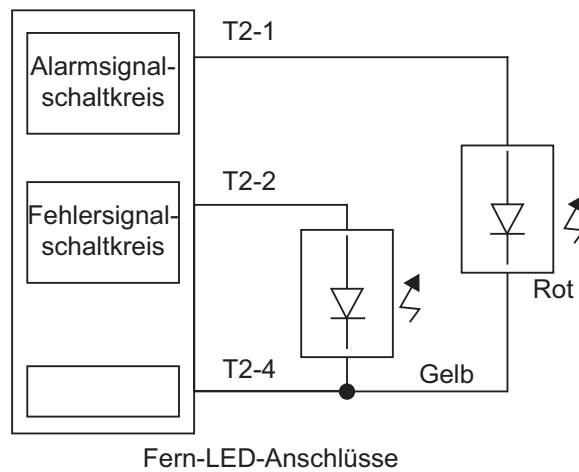 T2-1
Alarmsignal-
schaltkreis
T2-2
Fehlersignal-
schaltkreis
Rot
T2-4
Gelb
Fern-LED-Anschlüsse